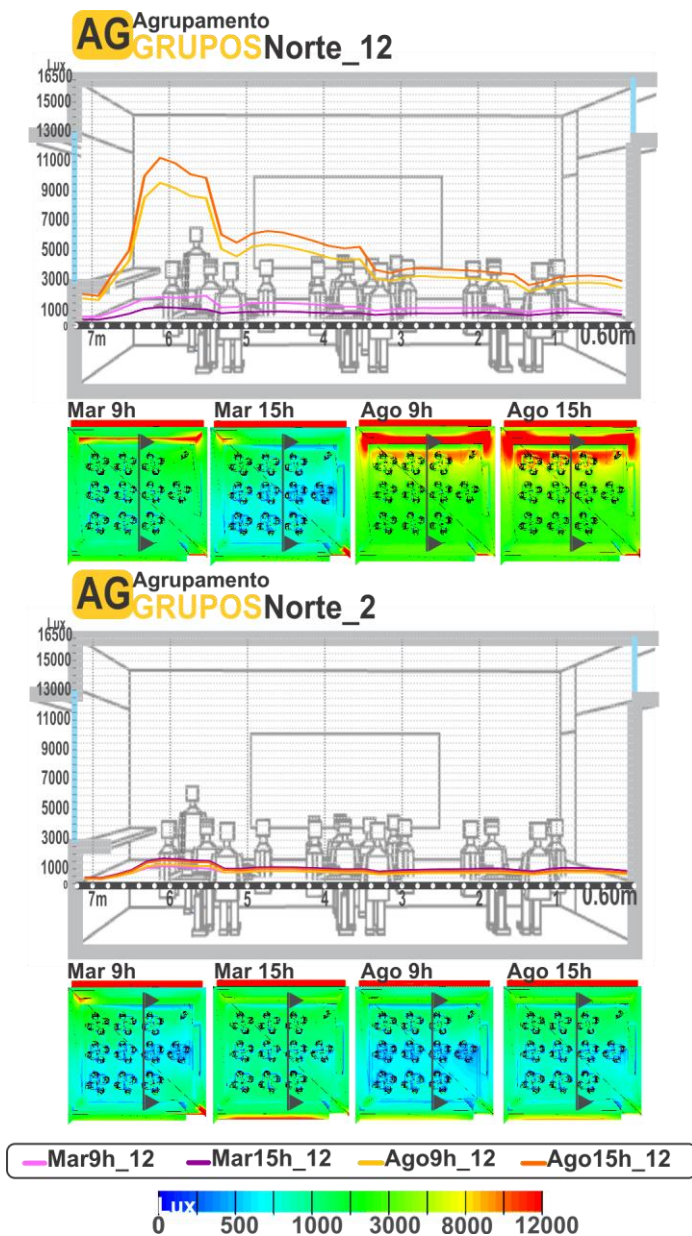 AG Agrupamento
GRUPOSNorte_12
Lux
16500
15000
13000
11000
9000
7000
5000
3000
1000
0
7m 6 5 4 3 2 1 0.60m
Mar 9h Mar 15h Ago 9h Ago 15h
AG Agrupamento
GRUPOSNorte_2
Lux
16500
15000
13000
11000
9000
7000
5000
3000
1000
0
7m 6 5 4 3 2 1 0.60m
Mar 9h Mar 15h Ago 9h Ago 15h
Mar9h_12 Mar15h_12 Ago9h_12 Ago15h_12
Lux
0 500 1000 3000 8000 12000